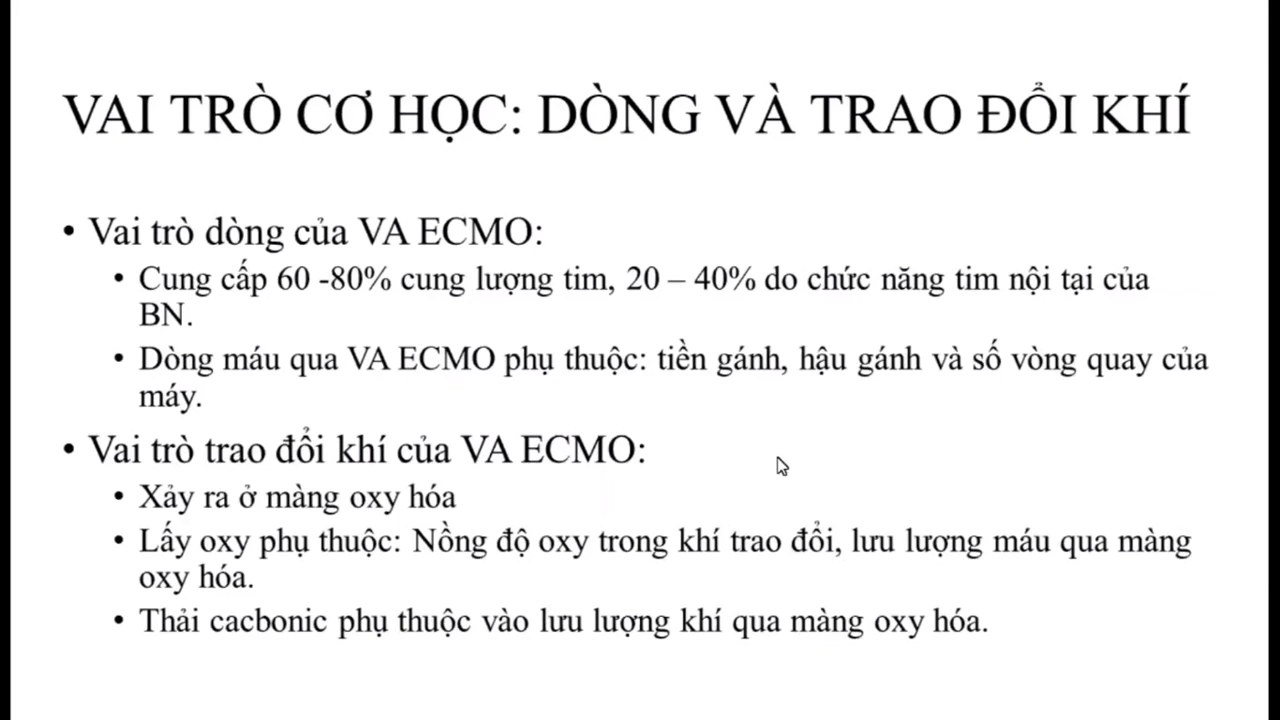 VAI TRÒ CƠ HỌC: DÒNG VÀ TRAO ĐỔI KHÍ
• Vai trò dòng của VA ECMO:
• Cung cấp 60 -80% cung lượng tim, 20 – 40% do chức năng tim nội tại của
BN.
• Dòng máu qua VA ECMO phụ thuộc: tiền gánh, hậu gánh và số vòng quay của
máy.
• Vai trò trao đổi khí của VA ECMO:
• Xảy ra ở màng oxy hóa
• Lấy oxy phụ thuộc: Nồng độ oxy trong khí trao đổi, lưu lượng máu qua màng
oxy hóa.
• Thải cacbonic phụ thuộc vào lưu lượng khí qua màng oxy hóa.